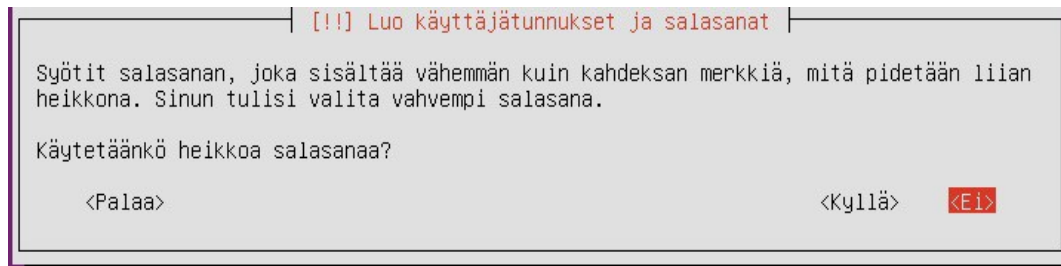 [!!] Luo käyttäjätunnukset ja salasanat
Syötit salasanan, joka sisältää vähemmän kuin kahdeksan merkkiä, mitä pidetään liian
heikkona. Sinun tulisi valita vahvempi salasana.
Käytetäänkö heikkoa salasanaa?
<Palaa> <Kyllä> <Ei>